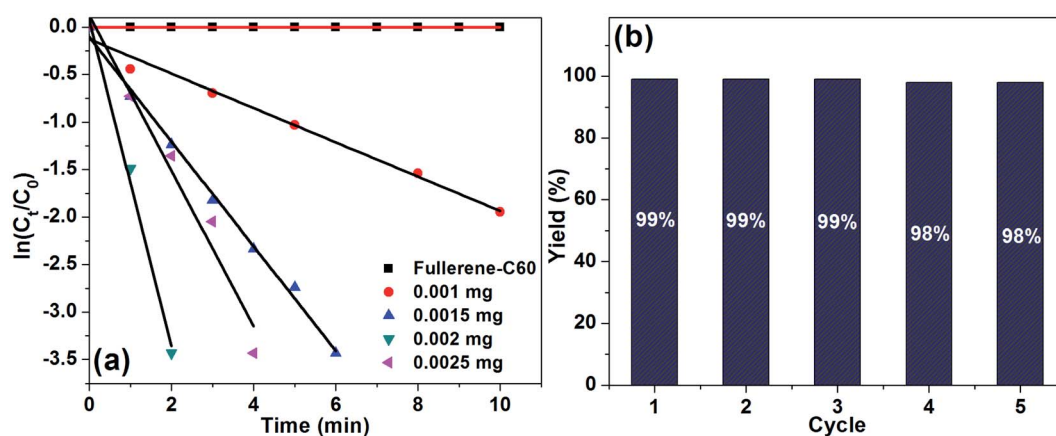 (a)
ln(Ct/C0)
0.0
-0.5
-1.0
-1.5
-2.0
-2.5
-3.0
-3.5
0 2 4 6 8 10
Time (min)
Fullerene-C60
0.001 mg
0.0015 mg
0.002 mg
0.0025 mg
(b)
Yield (%)
100
80
60
40
20
0
99% 99% 99% 98% 98%
1 2 3 4 5
Cycle